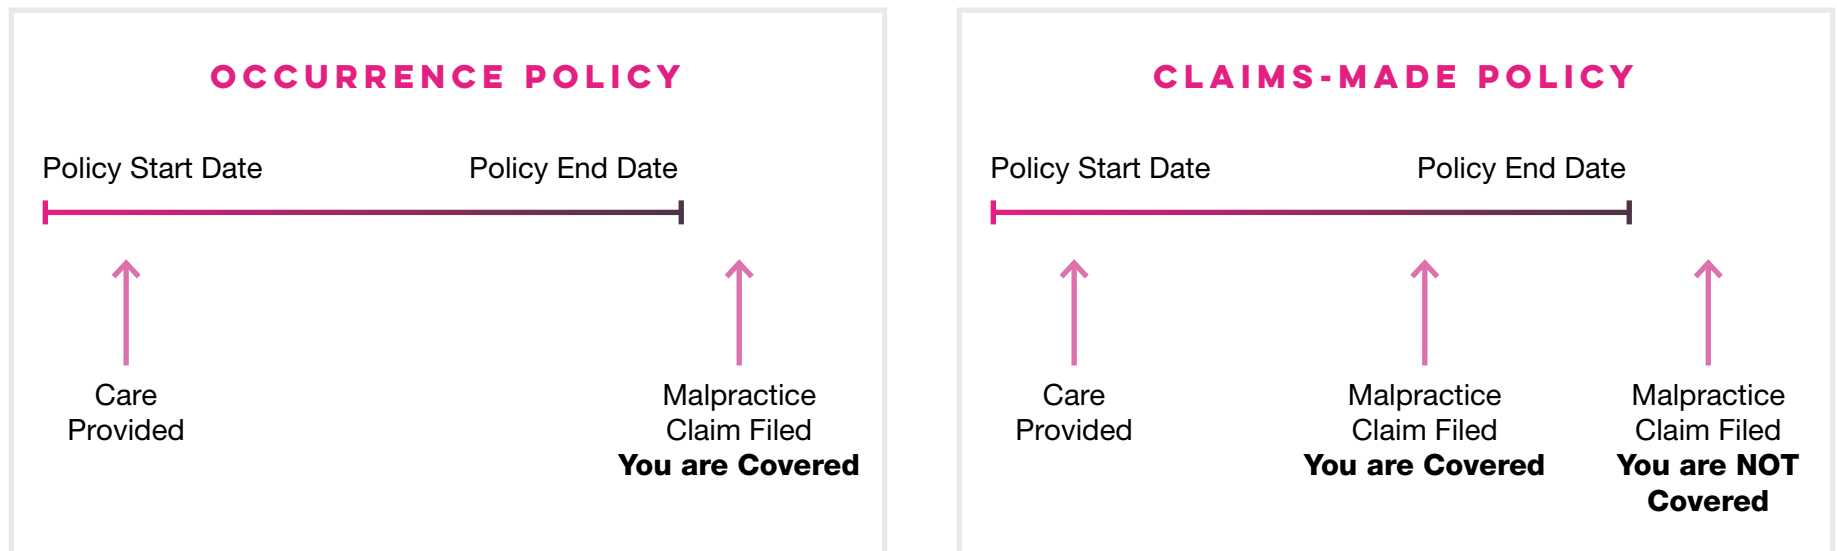 OCCURRENCE POLICY
Policy Start Date
Policy End Date
Care
Provided
Malpractice
Claim Filed
You are Covered
CLAIMS-MADE POLICY
Policy Start Date
Policy End Date
Care
Provided
Malpractice
Claim Filed
You are Covered
Malpractice
Claim Filed
You are NOT
Covered